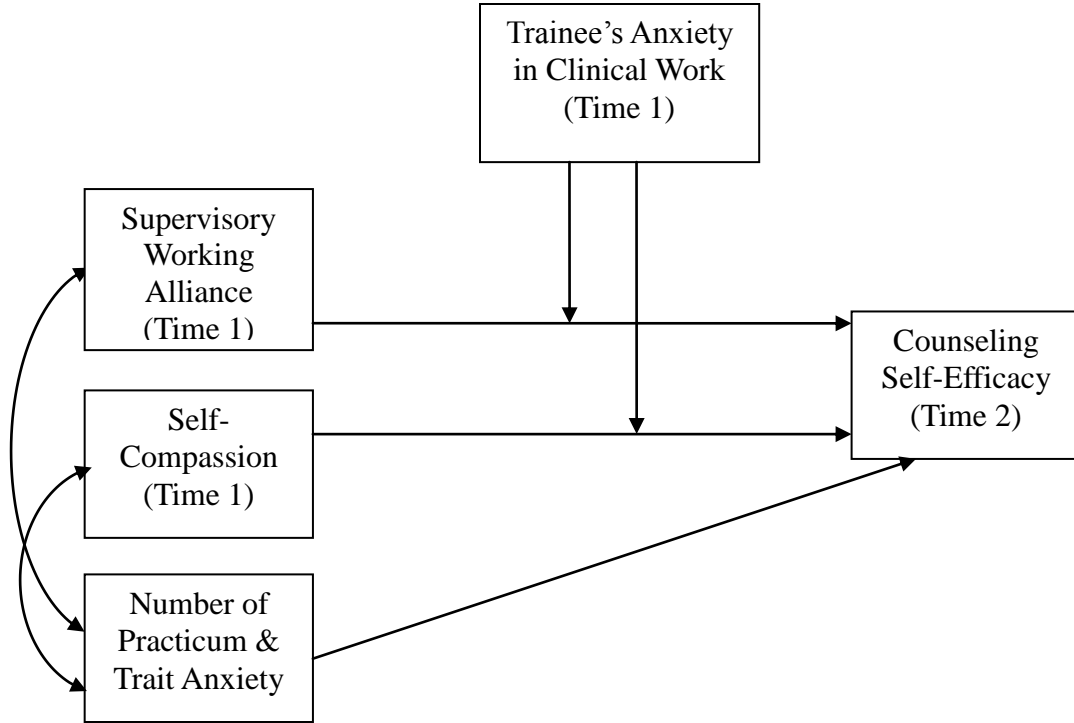 Trainee’s Anxiety
in Clinical Work
(Time 1)
Supervisory
Working
Alliance
(Time 1)
Counseling
Self-Efficacy
(Time 2)
Self-
Compassion
(Time 1)
Number of
Practicum &
Trait Anxiety